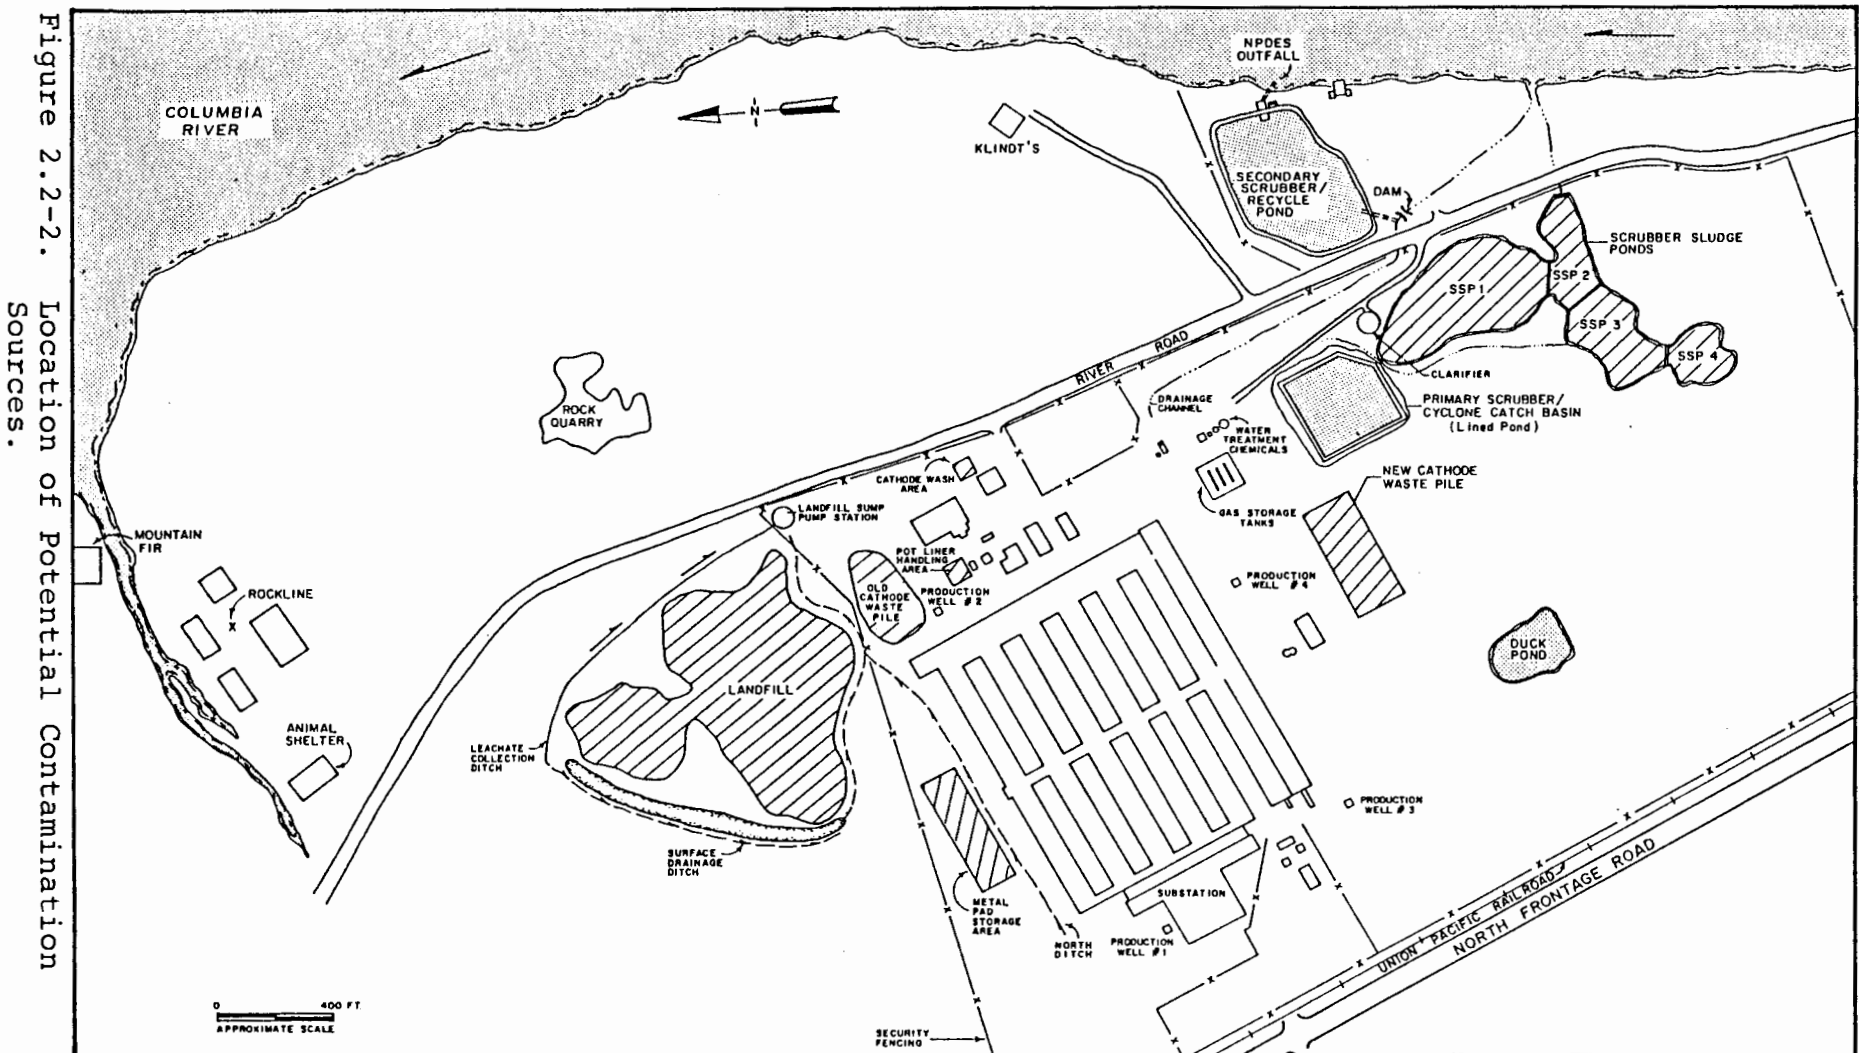 Figure 2.2-2. Location of Potential Contamination
Sources.
COLUMBIA
RIVER
N
KLINDT'S
NPDES
OUTFALL
SECONDARY
SCRUBBER/
RECYCLE
POND
DAM
SCRUBBER SLUDGE
PONDS
SSP 1
SSP 2
SSP 3
SSP 4
CLARIFIER
PRIMARY SCRUBBER/
CYCLONE CATCH BASIN
(Lined Pond)
RIVER ROAD
DRAINAGE
CHANNEL
WATER
TREATMENT
CHEMICALS
GAS STORAGE
TANKS
NEW CATHODE
WASTE PILE
ROCK
QUARRY
CATHODE WASH
AREA
LANDFILL SUMP
PUMP STATION
POT LINER
HANDLING
AREA
OLD
CATHODE
WASTE
PILE
PRODUCTION
WELL #2
PRODUCTION
WELL #4
MOUNTAIN
FIR
ROCKLINE
ANIMAL
SHELTER
LANDFILL
DUCK
POND
LEACHATE
COLLECTION
DITCH
SURFACE
DRAINAGE
DITCH
METAL
PAD
STORAGE
AREA
NORTH
DITCH
SUBSTATION
PRODUCTION
WELL #1
PRODUCTION
WELL #3
UNION PACIFIC RAILROAD
NORTH FRONTAGE ROAD
SECURITY
FENCING
0 400 FT.
APPROXIMATE SCALE